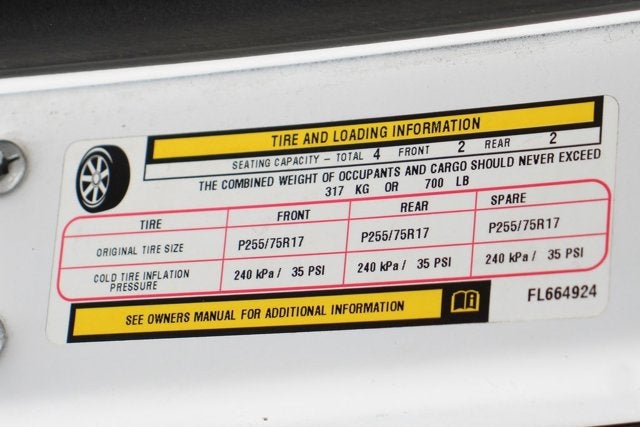 TIRE AND LOADING INFORMATION
SEATING CAPACITY - TOTAL 4 FRONT 2 REAR 2
THE COMBINED WEIGHT OF OCCUPANTS AND CARGO SHOULD NEVER EXCEED
317 KG OR 700 LB
TIRE FRONT REAR SPARE
ORIGINAL TIRE SIZE P255/75R17 P255/75R17 P255/75R17
COLD TIRE INFLATION PRESSURE 240 kPa / 35 PSI 240 kPa / 35 PSI 240 kPa / 35 PSI
SEE OWNERS MANUAL FOR ADDITIONAL INFORMATION
FL664924